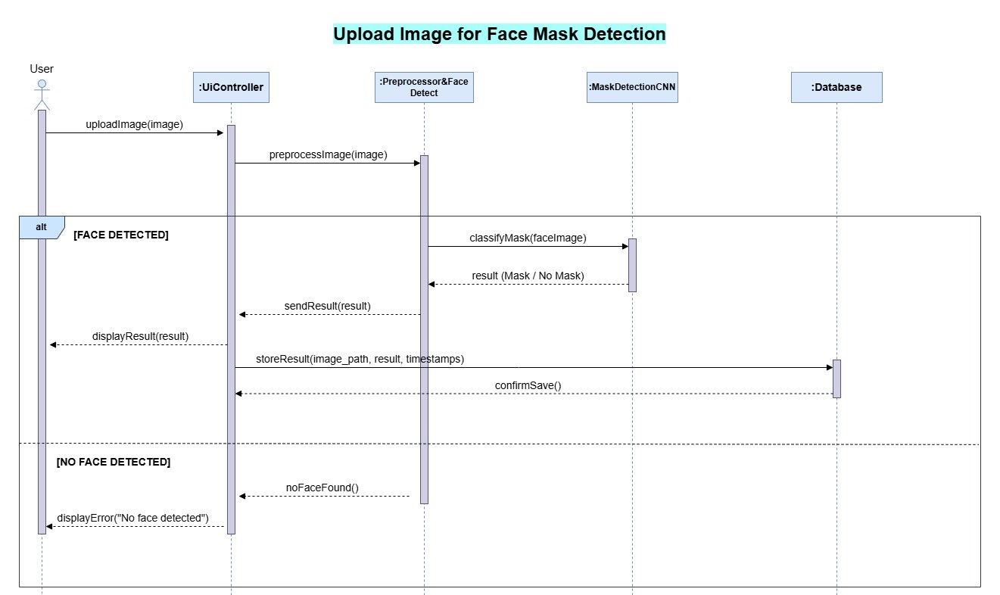 Upload Image for Face Mask Detection
User
:UiController
:Preprocessor&Face
Detect
:MaskDetectionCNN
:Database
uploadImage(image)
preprocessImage(image)
alt
[FACE DETECTED]
classifyMask(faceImage)
result (Mask / No Mask)
sendResult(result)
displayResult(result)
storeResult(image_path, result, timestamps)
confirmSave()
[NO FACE DETECTED]
noFaceFound()
displayError("No face detected")